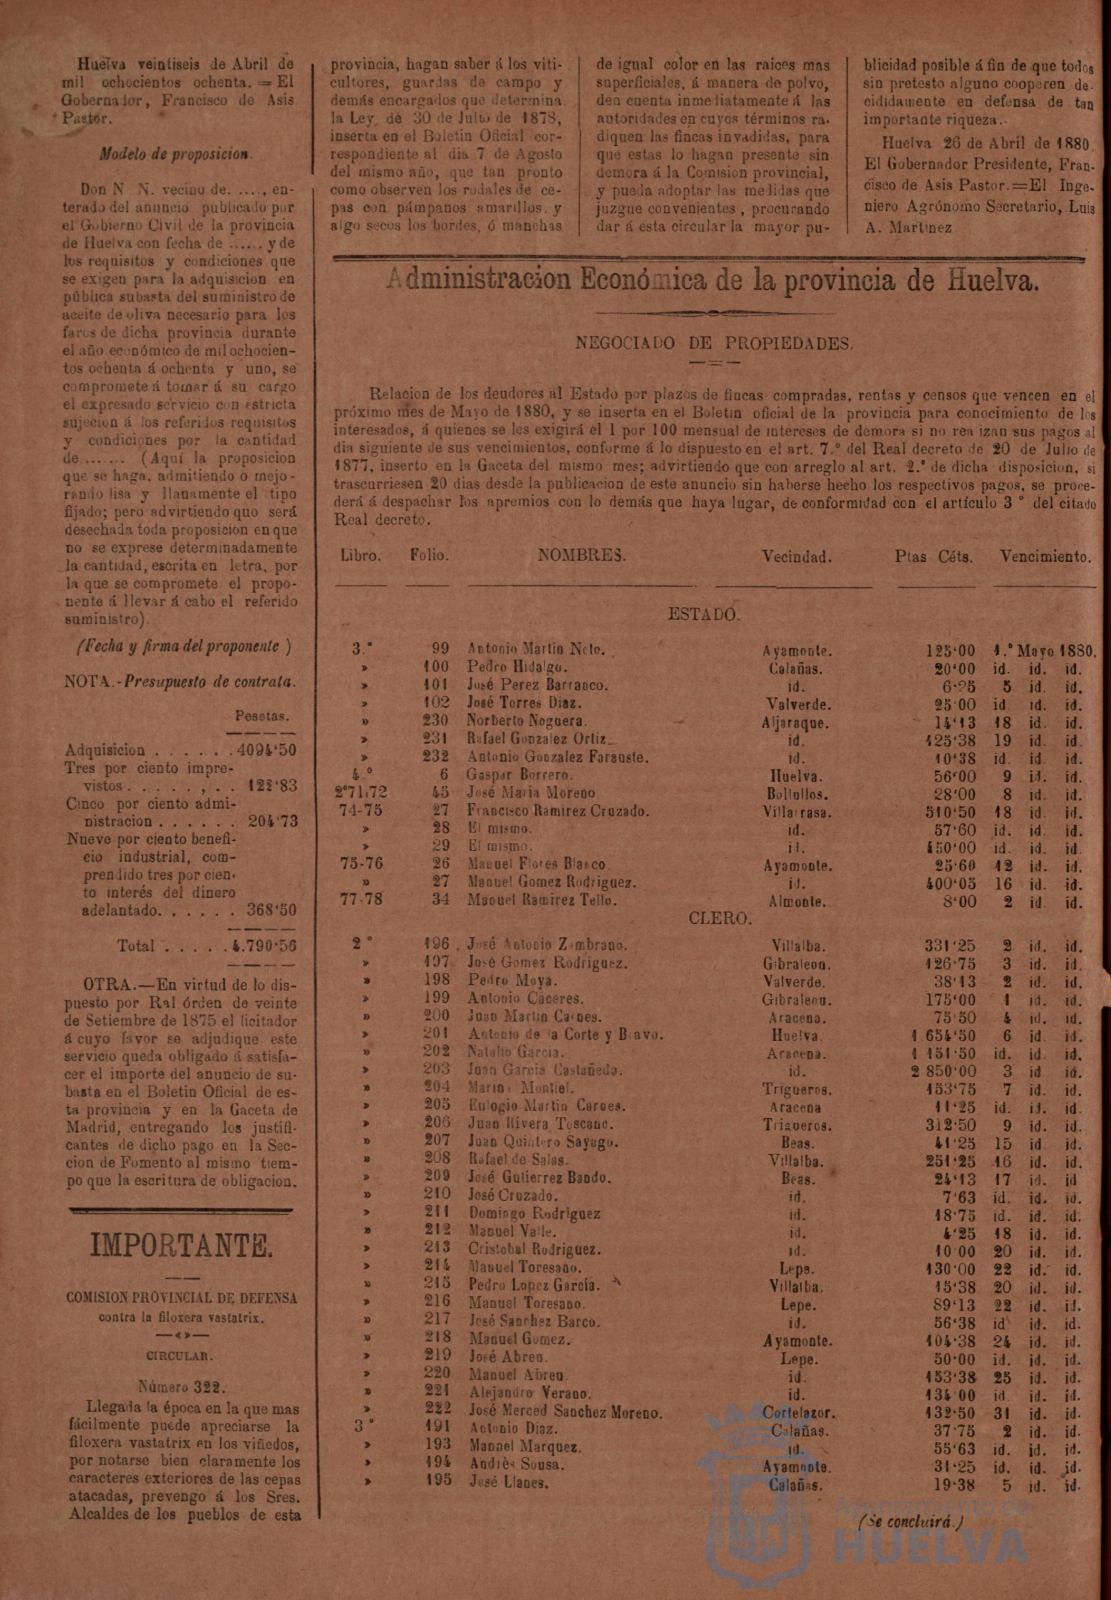 Huelva veintiseis de Abril de
mil ochocientos ochenta. = El
Gobernador, Francisco de Asis
Pastor.
Modelo de proposicion.
Don N N. vecino de. ...., en-
terado del anuncio publicado por
el Gobierno Civil de la provincia
de Huelva con fecha de ...... y de
los requisitos y condiciones que
se exigen para la adquisicion en
pública subasta del suministro de
aceite de oliva necesario para los
faros de dicha provincia durante
el año económico de mil ochocien-
tos ochenta á ochenta y uno, se
compromete á tomar á su cargo
el expresado servicio con estricta
sujecion á los referidos requisitos
y condiciones por la cantidad
de....... (Aquí la proposicion
que se haga, admitiendo o mejo-
rando lisa y llanamente el tipo
fijado; pero advirtiendo que será
desechada toda proposicion en que
no se exprese determinadamente
la cantidad, escrita en letra, por
la que se compromete el propo-
nente á llevar á cabo el referido
suministro).
(Fecha y firma del proponente )
NOTA.-Presupuesto de contrata.
Pesetas.
Adquisicion . . . . . . 4094'50
Tres por ciento impre-
vistos . . . . . , . . 122'83
Cinco por ciento admi-
nistracion . . . . . . 204'73
Nueve por ciento benefi-
cio industrial, com-
prendido tres por cien-
to interés del dinero
adelantado. . . . . . 368'50
Total . . . . . 4.790'56
OTRA.—En virtud de lo dis-
puesto por Ral órden de veinte
de Setiembre de 1875 el licitador
á cuyo favor se adjudique este
servicio queda obligado á satisfa-
cer el importe del anuncio de su-
basta en el Boletin Oficial de es-
ta provincia y en la Gaceta de
Madrid, entregando los justifi-
cantes de dicho pago en la Sec-
cion de Fomento al mismo tiem-
po que la escritura de obligacion.
IMPORTANTE.
COMISION PROVINCIAL DE DEFENSA
contra la filoxera vastatrix.
CIRCULAR.
Número 322.
Llegada la época en la que mas
fácilmente puede apreciarse la
filoxera vastatrix en los viñedos,
por notarse bien claramente los
caracteres exteriores de las cepas
atacadas, prevengo á los Sres.
Alcaldes de los pueblos de esta
provincia, hagan saber á los viti-
cultores, guardas de campo y
demás encargados que determina
la Ley de 30 de Julio de 1878,
inserta en el Boletin Oficial cor-
respondiente al dia 7 de Agosto
del mismo año, que tan pronto
como observen los rodales de ce-
pas con pámpanos amarillos, y
algo secos los bordes, ó manchas
de igual color en las raices mas
superficiales, á manera de polvo,
den cuenta inmediatamente á las
autoridades en cuyos términos ra-
diquen las fincas invadidas, para
que estas lo hagan presente sin
demora á la Comision provincial,
y pueda adoptar las medidas que
juzgue convenientes, procurando
dar á esta circular la mayor pu-
blicidad posible á fin de que todos
sin pretesto alguno cooperen de-
cididamente en defensa de tan
importante riqueza.
Huelva 26 de Abril de 1880.
El Gobernador Presidente, Fran-
cisco de Asis Pastor.=El Inge-
niero Agrónomo Secretario, Luis
A. Martinez
Administracion Económica de la provincia de Huelva.
NEGOCIADO DE PROPIEDADES.
Relacion de los deudores al Estado por plazos de fincas compradas, rentas y censos que vencen en el
próximo mes de Mayo de 1880, y se inserta en el Boletin oficial de la provincia para conocimiento de los
interesados, á quienes se les exigirá el 1 por 100 mensual de intereses de demora si no rea izan sus pagos al
dia siguiente de sus vencimientos, conforme á lo dispuesto en el art. 7.º del Real decreto de 20 de Julio de
1877, inserto en la Gaceta del mismo mes; advirtiendo que con arreglo al art. 2.º de dicha disposicion, si
trascurriesen 20 dias desde la publicacion de este anuncio sin haberse hecho los respectivos pagos, se proce-
derá á despachar los apremios con lo demás que haya lugar, de conformidad con el artículo 3 º del citado
Real decreto.
Libro. Folio. NOMBRES. Vecindad. Ptas Céts. Vencimiento.
ESTADO.
3.º 99 Antonio Martin Neto. Ayamonte. 125'00 1.º Mayo 1880.
» 100 Pedro Hidalgo. Calañas. 20'00 id. id. id.
» 101 José Perez Barranco. id. 6'25 5 id. id.
» 102 José Torres Diaz. Valverde. 25'00 id. id. id.
» 230 Norberto Noguera. Aljaraque. 14'13 18 id. id.
» 231 Rafael Gonzalez Ortiz. id. 125'38 19 id. id.
» 232 Antonio Gonzalez Farauste. id. 10'38 id. id. id.
4.º 6 Gaspar Borrero. Huelva. 56'00 9 id. id.
2º71,72 45 José Maria Moreno Bollullos. 28'00 8 id. id.
74-75 27 Francisco Ramirez Cruzado. Villarrasa. 510'50 18 id. id.
» 28 El mismo. id. 57'60 id. id. id.
» 29 El mismo. id. 450'00 id. id. id.
75-76 26 Manuel Flores Blasco Ayamonte. 25'60 12 id. id.
» 27 Manuel Gomez Rodriguez. id. 400'05 16 id. id.
77-78 34 Manuel Ramirez Tello. Almonte. 8'00 2 id. id.
CLERO.
2 º 196 José Antonio Zambrano. Villalba. 331'25 2 id. id.
» 197 José Gomez Rodriguez. Gibraleon. 126'75 3 id. id.
» 198 Pedro Moya. Valverde. 38'13 2 id. id.
» 199 Antonio Cáceres. Gibraleon. 175'00 1 id. id.
» 200 Juan Martin Carnes. Aracena. 75'50 4 id. id.
» 201 Antonio de la Corte y Bravo. Huelva. 1.654'50 6 id. id.
» 202 Natalio Garcia. Aracena. 1 451'50 id. id. id.
» 203 Juan Garcia Castañeda. id. 2 850'00 3 id. id.
» 204 Marina Montiel. Trigueros. 153'75 7 id. id.
» 205 Eulogio Martin Carnes. Aracena 11'25 id. id. id.
» 206 Juan Rivera Toscano. Trigueros. 312'50 9 id. id.
» 207 Juan Quintero Sayago. Beas. 41'25 15 id. id.
» 208 Rafael de Salas. Villalba. 251'25 16 id. id.
» 209 José Gutierrez Bando. Beas. 24'13 17 id. id
» 210 José Cruzado. id. 7'63 id. id. id.
» 211 Domingo Rodriguez id. 18'75 id. id. id.
» 212 Manuel Valle. id. 4'25 18 id. id.
» 213 Cristobal Rodriguez. id. 10'00 20 id. id.
» 214 Manuel Toresano. Lepe. 130'00 22 id. id.
» 215 Pedro Lopez García. Villalba. 15'38 20 id. id.
» 216 Manuel Toresano. Lepe. 89'13 22 id. id.
» 217 José Sanchez Barco. id. 56'38 id id. id.
» 218 Manuel Gomez. Ayamonte. 104'38 24 id. id.
» 219 José Abreu. Lepe. 50'00 id. id. id.
» 220 Manuel Abreu id. 153'38 25 id. id.
» 221 Alejandro Verano. id. 134'00 id. id. id.
» 222 José Merced Sanchez Moreno. Cortelazor. 132'50 31 id. id.
3 º 191 Antonio Diaz. Calañas. 37'75 2 id. id.
» 193 Manuel Marquez. id. 55'63 id. id. id.
» 194 Andrés Sousa. Ayamonte. 31'25 id. id. id.
» 195 José Llanes. Calañas. 19'38 5 id. id.
(Se concluirá.)
Ayuntamiento de
HUELVA